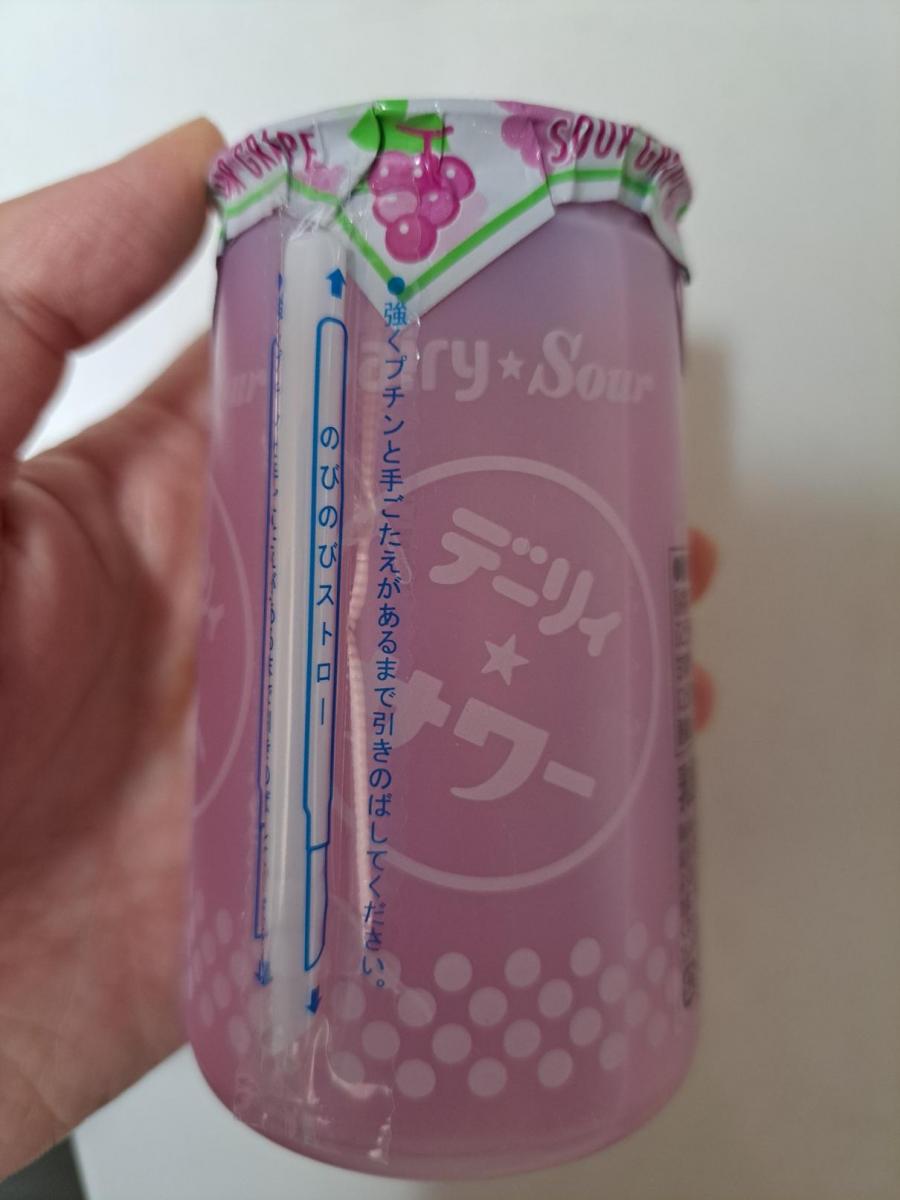 SOUR GRAPE
Sour
のびのびストロー
●強くプチンと手ごたえがあるまで引きのばしてください。
デーリィ
★
サワー